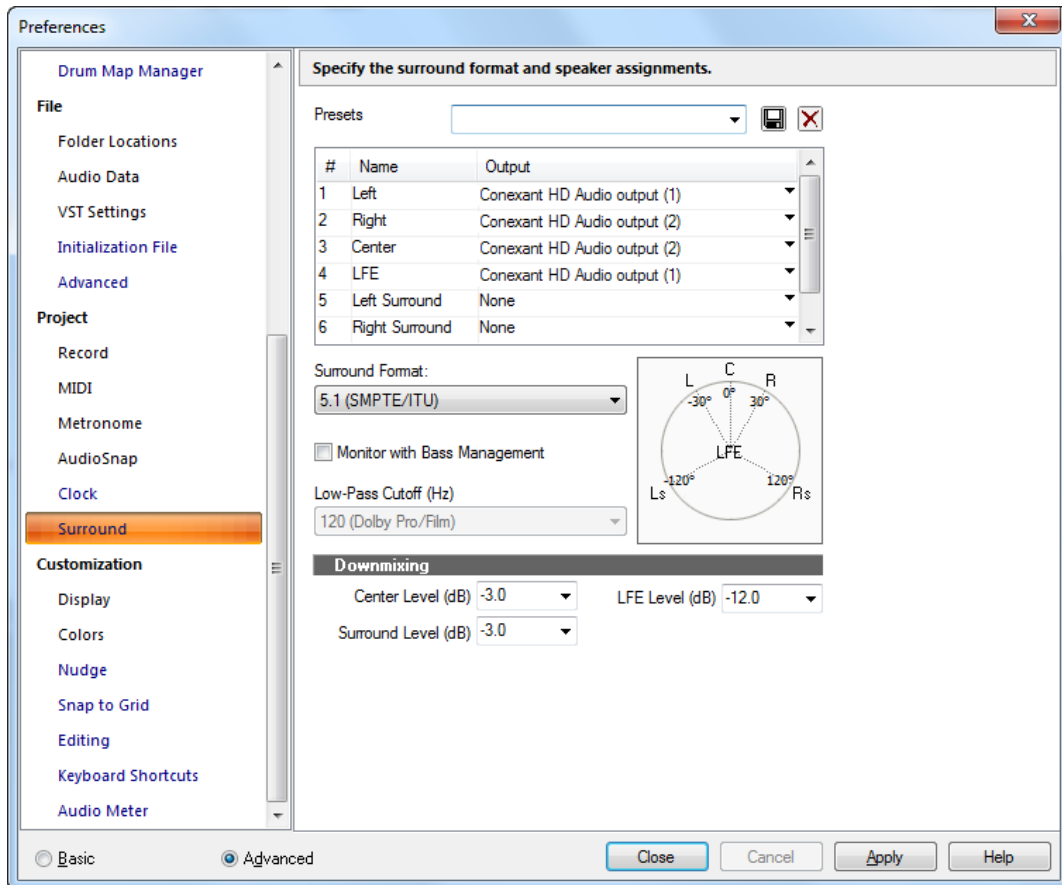 Preferences
Drum Map Manager
File
Folder Locations
Audio Data
VST Settings
Initialization File
Advanced
Project
Record
MIDI
Metronome
AudioSnap
Clock
Surround
Customization
Display
Colors
Nudge
Snap to Grid
Editing
Keyboard Shortcuts
Audio Meter
Specify the surround format and speaker assignments.
Presets
# Name Output
1 Left Conexant HD Audio output (1)
2 Right Conexant HD Audio output (2)
3 Center Conexant HD Audio output (2)
4 LFE Conexant HD Audio output (1)
5 Left Surround None
6 Right Surround None
Surround Format:
5.1 (SMPTE/ITU)
Monitor with Bass Management
Low-Pass Cutoff (Hz)
120 (Dolby Pro/Film)
L C R
-30° 0° 30°
LFE
-120° 120°
Ls Rs
Downmixing
Center Level (dB) -3.0 LFE Level (dB) -12.0
Surround Level (dB) -3.0
Basic Advanced Close Cancel Apply Help